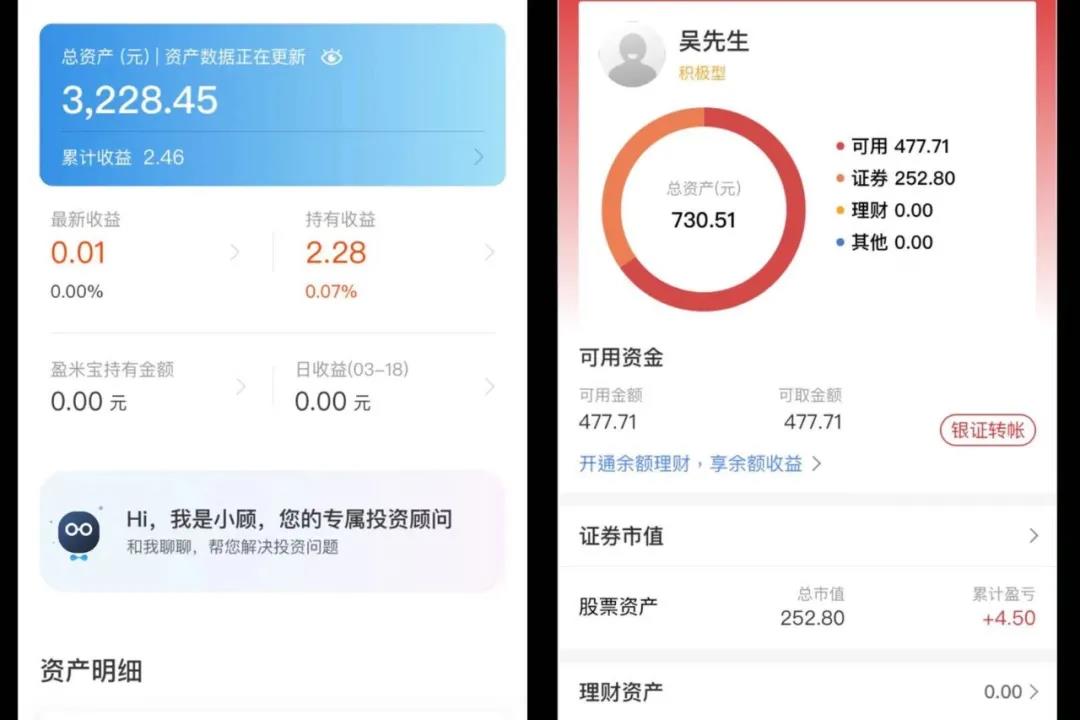 总资产 (元) | 资产数据正在更新
3,228.45
累计收益 2.46
最新收益
0.01
0.00%
持有收益
2.28
0.07%
盈米宝持有金额
0.00 元
日收益(03-18)
0.00 元
Hi，我是小顾，您的专属投资顾问
和我聊聊，帮您解决投资问题
资产明细
吴先生
积极型
总资产(元)
730.51
可用 477.71
证券 252.80
理财 0.00
其他 0.00
可用资金
可用金额
477.71
可取金额
477.71
银证转帐
开通余额理财，享余额收益
证券市值
股票资产
总市值
252.80
累计盈亏
+4.50
理财资产
0.00